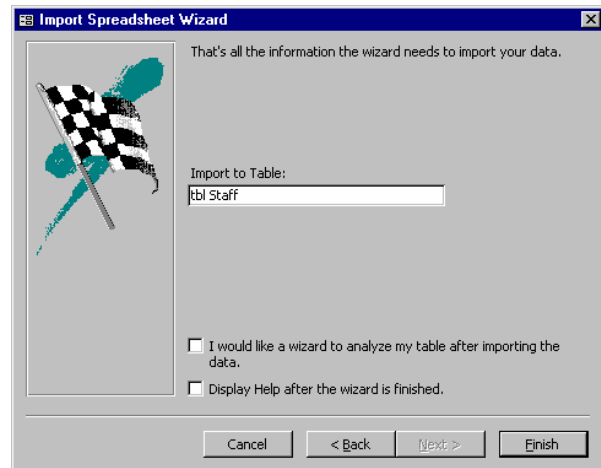 Import Spreadsheet Wizard
That's all the information the wizard needs to import your data.
Import to Table:
tbl Staff
I would like a wizard to analyze my table after importing the
data.
Display Help after the wizard is finished.
Cancel
< Back
Next >
Finish